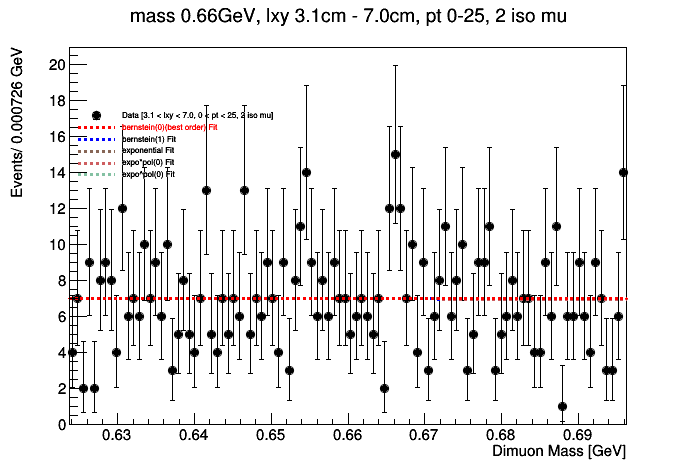 mass 0.66GeV, lxy 3.1cm - 7.0cm, pt 0-25, 2 iso mu
Events/ 0.000726 GeV
20
18
16
14
12
10
8
6
4
2
0
Data [3.1 < lxy < 7.0, 0 < pt < 25, 2 iso mu]
bernstein(0)(best order) Fit
bernstein(1) Fit
exponential Fit
expo*pol(0) Fit
expo*pol(0) Fit
0.63 0.64 0.65 0.66 0.67 0.68 0.69
Dimuon Mass [GeV]